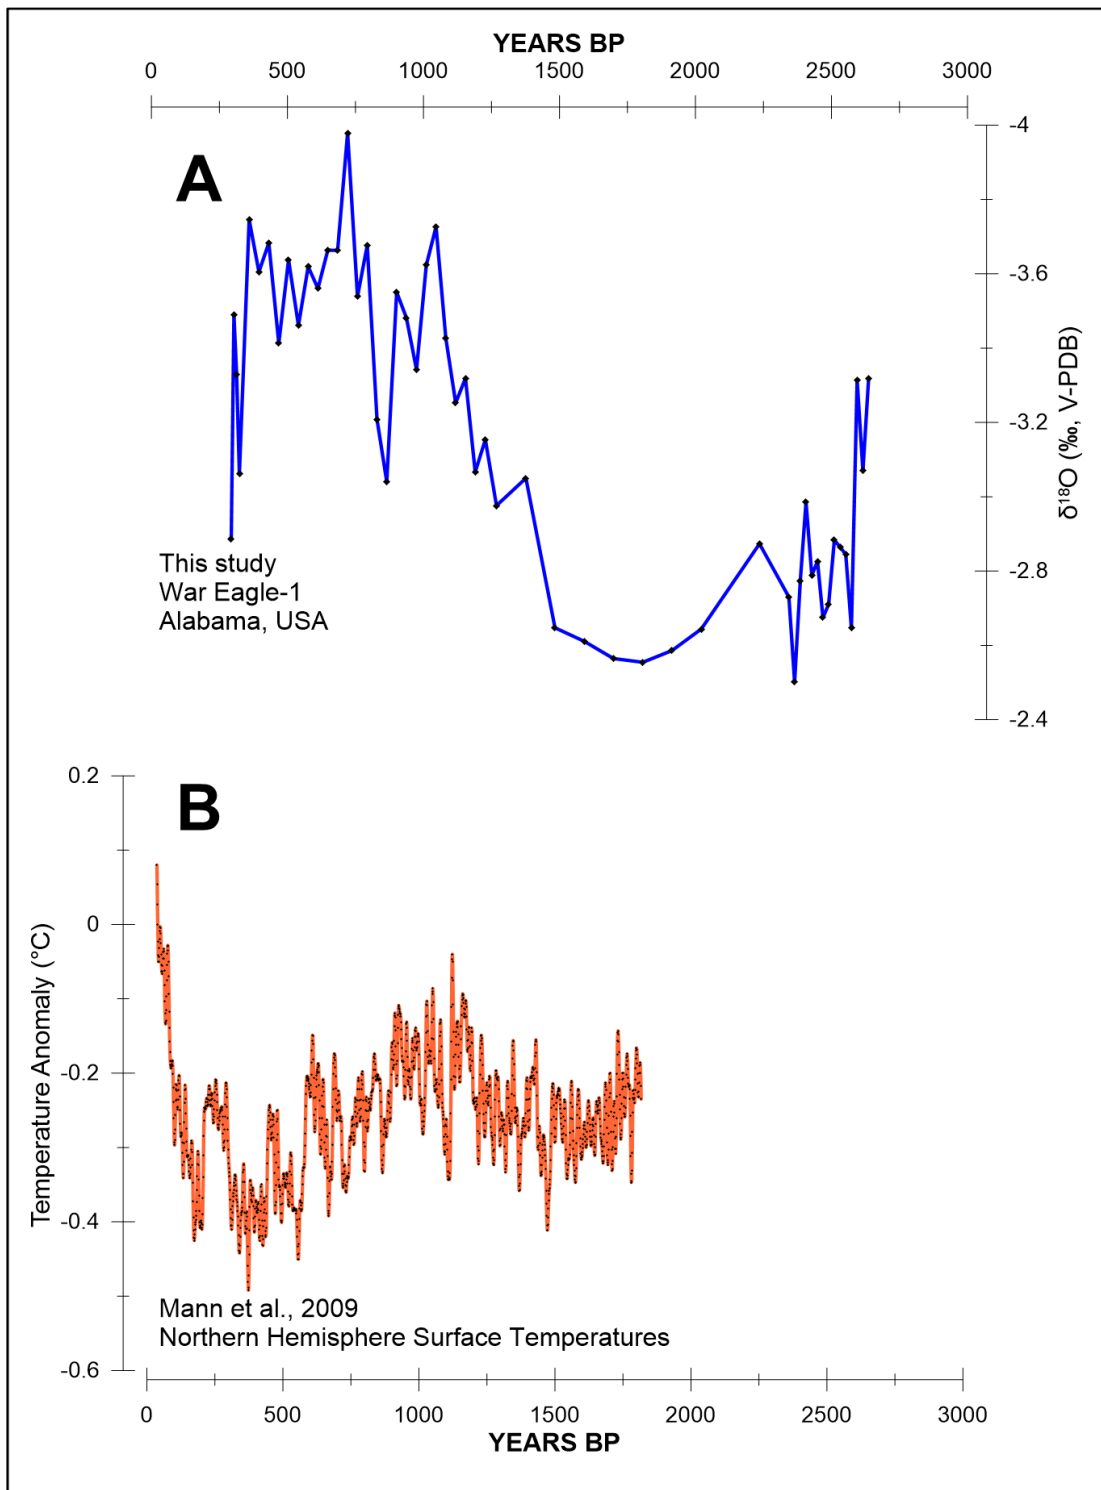 YEARS BP
0 500 1000 1500 2000 2500 3000
A
-4
-3.6
-3.2
-2.8
-2.4
δ¹⁸O (‰, V-PDB)
This study
War Eagle-1
Alabama, USA
B
0.2
0
-0.2
-0.4
-0.6
Temperature Anomaly (°C)
Mann et al., 2009
Northern Hemisphere Surface Temperatures
0 500 1000 1500 2000 2500 3000
YEARS BP